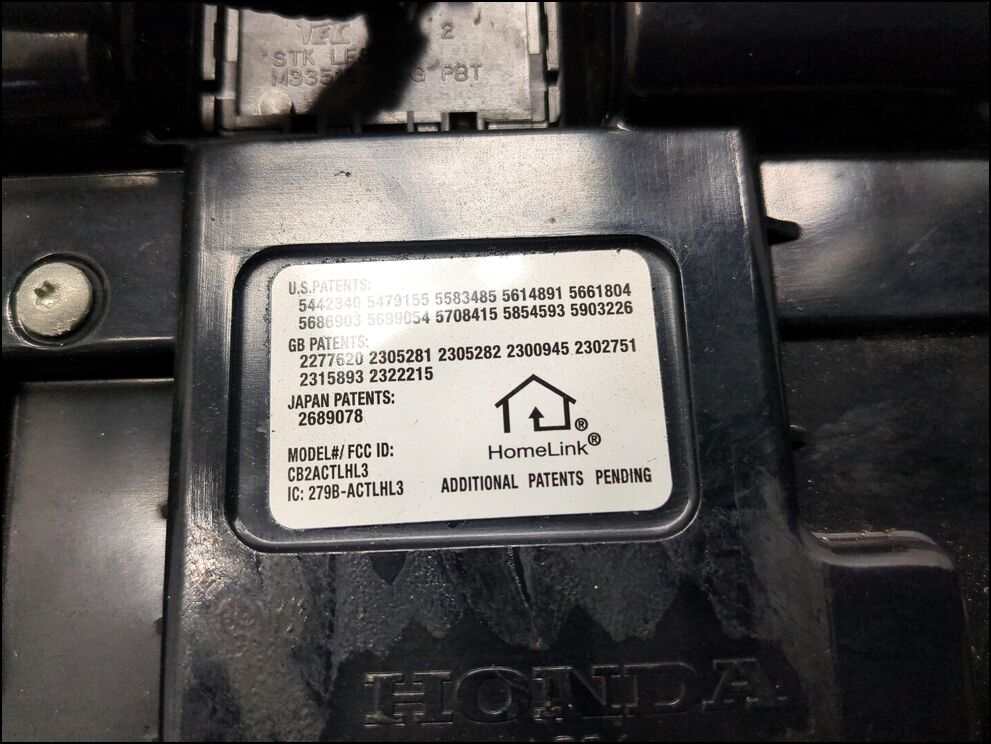 2
STK
PBT
U.S.PATENTS:
5442340 5479155 5583485 5614891 5661804
5686903 5699054 5708415 5854593 5903226
GB PATENTS:
2277620 2305281 2305282 2300945 2302751
2315893 2322215
JAPAN PATENTS:
2689078
®
HomeLink®
MODEL#/FCC ID:
CB2ACTLHL3
IC: 279B-ACTLHL3
ADDITIONAL PATENTS PENDING
HONDA